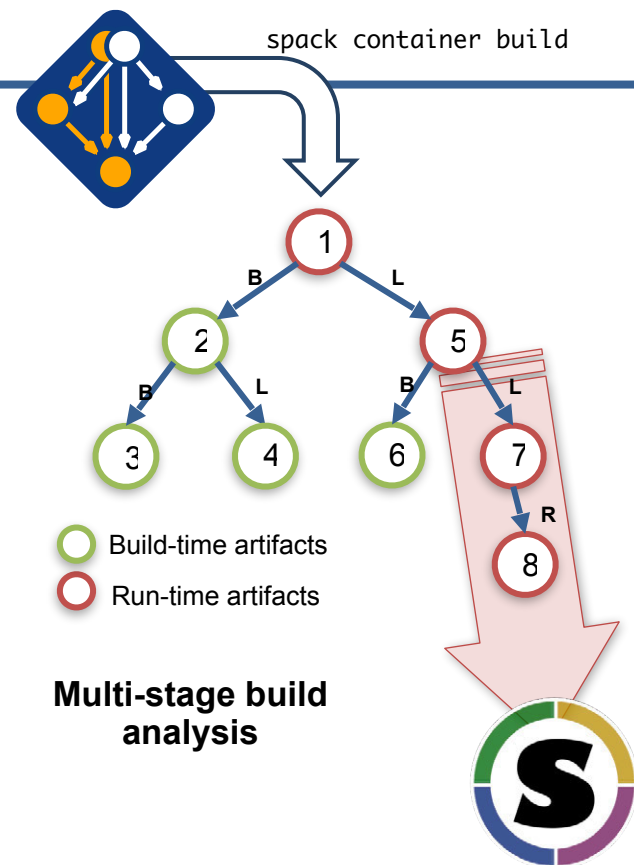 spack container build
1
B
L
2
5
B
L
B
L
3
4
6
7
R
8
Build-time artifacts
Run-time artifacts
Multi-stage build
analysis
S